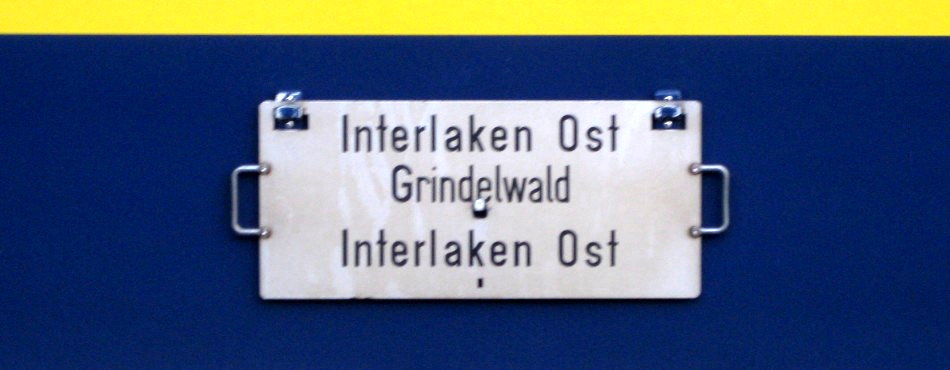 Interlaken Ost
Grindelwald
Interlaken Ost